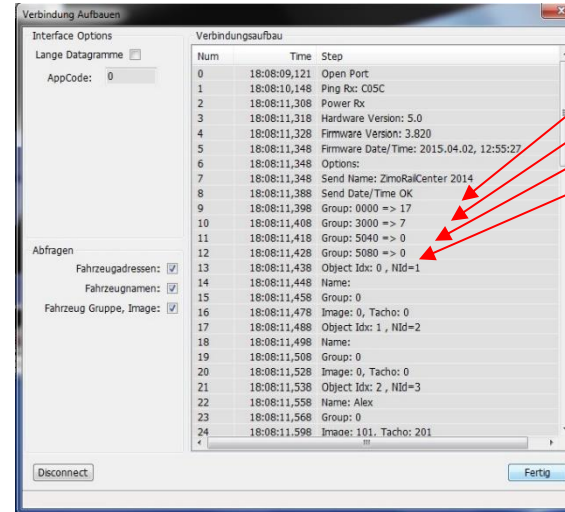 Verbindung Aufbauen
Interface Options
Lange Datagramme
AppCode: 0
Abfragen
Fahrzeugadressen:
Fahrzeugnamen:
Fahrzeug Gruppe, Image:
Verbindungsaufbau
Num Time Step
0 18:08:09,121 Open Port
1 18:08:10,148 Ping Rx: C05C
2 18:08:11,308 Power Rx
3 18:08:11,318 Hardware Version: 5.0
4 18:08:11,328 Firmware Version: 3.820
5 18:08:11,348 Firmware Date/Time: 2015.04.02, 12:55:27
6 18:08:11,348 Options:
7 18:08:11,348 Send Name: ZimoRailCenter 2014
8 18:08:11,388 Send Date/Time OK
9 18:08:11,398 Group: 0000 => 17
10 18:08:11,408 Group: 3000 => 7
11 18:08:11,418 Group: 5040 => 0
12 18:08:11,428 Group: 5080 => 0
13 18:08:11,438 Object Idx: 0 , NId=1
14 18:08:11,448 Name:
15 18:08:11,458 Group: 0
16 18:08:11,478 Image: 0, Tacho: 0
17 18:08:11,488 Object Idx: 1 , NId=2
18 18:08:11,498 Name:
19 18:08:11,508 Group: 0
20 18:08:11,528 Image: 0, Tacho: 0
21 18:08:11,538 Object Idx: 2 , NId=3
22 18:08:11,558 Name: Alex
23 18:08:11,568 Group: 0
24 18:08:11,598 Image: 101, Tacho: 201
Disconnect
Fertig